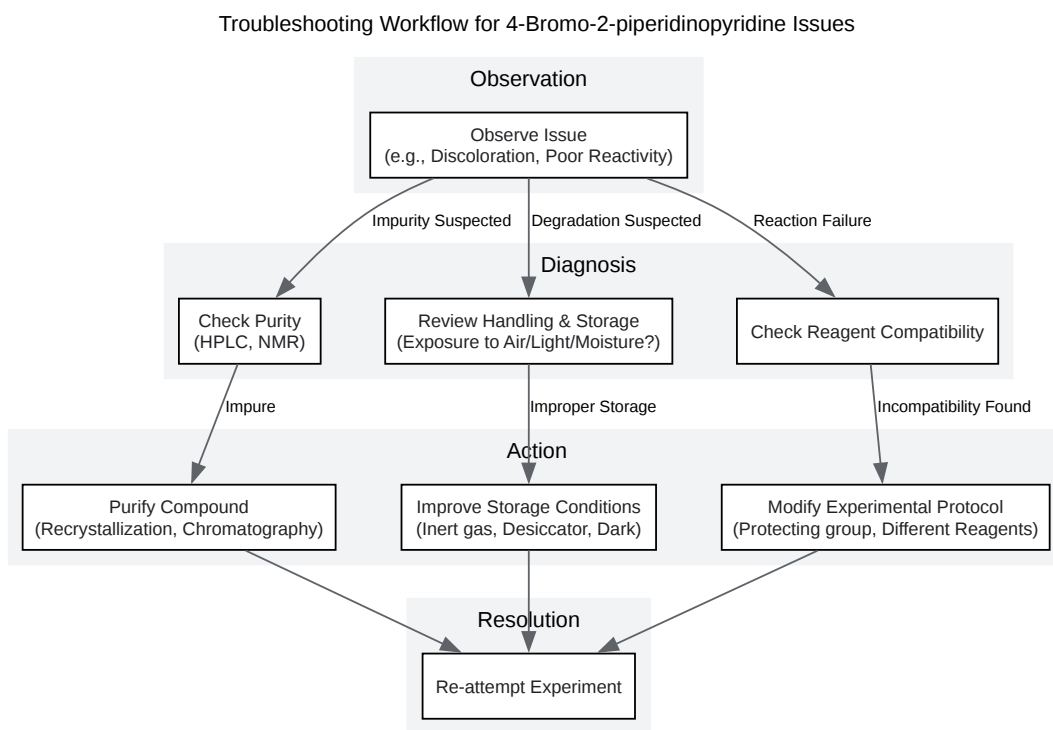 Troubleshooting Workflow for 4-Bromo-2-piperidinopyridine Issues
Observation
Observe Issue
(e.g., Discoloration, Poor Reactivity)
Impurity Suspected
Degradation Suspected
Reaction Failure
Diagnosis
Check Purity
(HPLC, NMR)
Review Handling & Storage
(Exposure to Air/Light/Moisture?)
Check Reagent Compatibility
Impure
Improper Storage
Incompatibility Found
Action
Purify Compound
(Recrystallization, Chromatography)
Improve Storage Conditions
(Inert gas, Desiccator, Dark)
Modify Experimental Protocol
(Protecting group, Different Reagents)
Resolution
Re-attempt Experiment